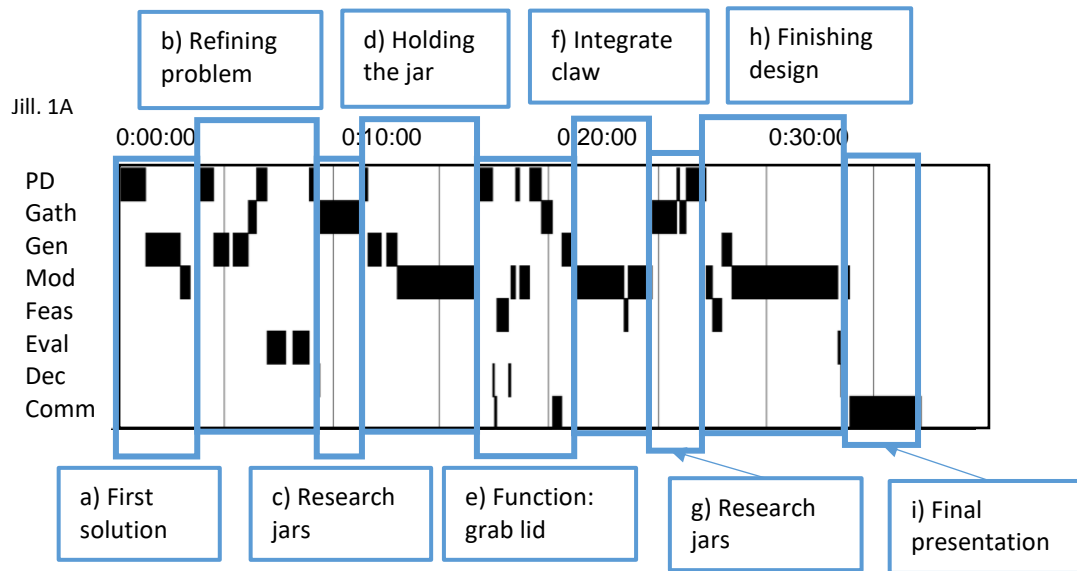 b) Refining
problem
d) Holding
the jar
f) Integrate
claw
h) Finishing
design
Jill. 1A
0:00:00 0:10:00 0:20:00 0:30:00
PD
Gath
Gen
Mod
Feas
Eval
Dec
Comm
a) First
solution
c) Research
jars
e) Function:
grab lid
g) Research
jars
i) Final
presentation